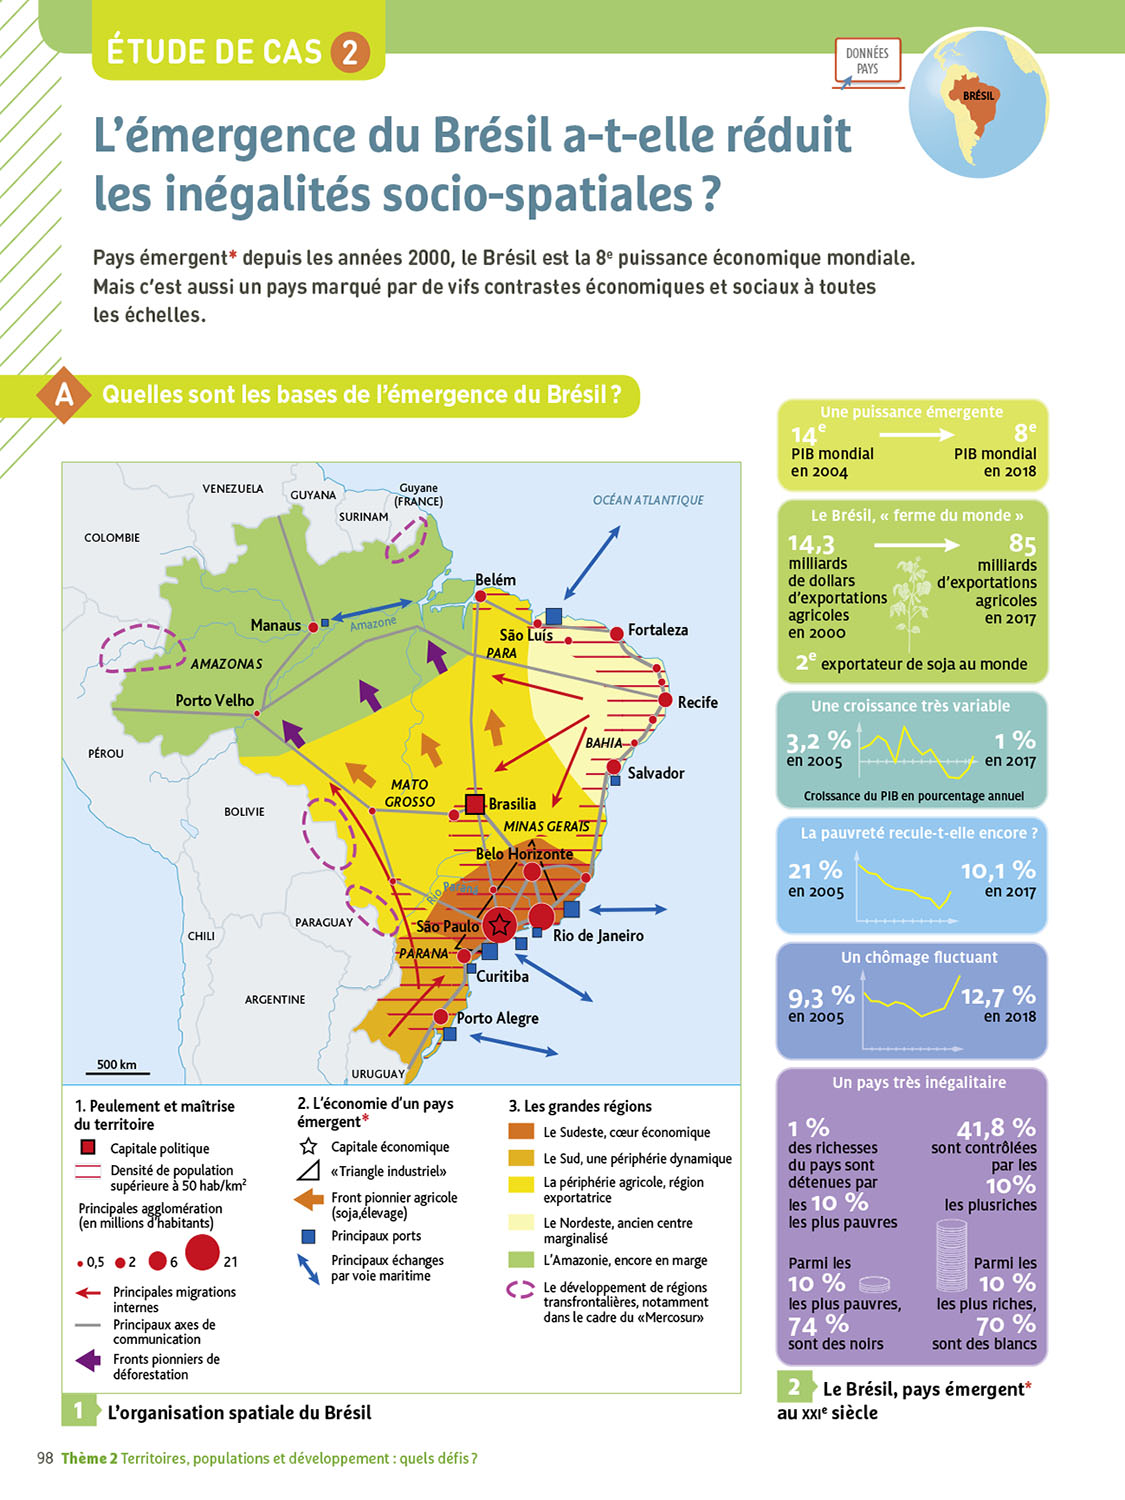 ÉTUDE DE CAS 2
DONNÉES
PAYS
BRÉSIL
L'émergence du Brésil a-t-elle réduit
les inégalités socio-spatiales ?
Pays émergent* depuis les années 2000, le Brésil est la 8e puissance économique mondiale.
Mais c'est aussi un pays marqué par de vifs contrastes économiques et sociaux à toutes
les échelles.
A Quelles sont les bases de l'émergence du Brésil ?
VENEZUELA
GUYANA
Guyane
(FRANCE)
SURINAM
COLOMBIE
OCÉAN ATLANTIQUE
Belém
Manaus
Amazone
São Luís
Fortaleza
AMAZONAS
PARA
Porto Velho
Recife
PÉROU
BAHIA
Salvador
MATO
GROSSO
Brasilia
BOLIVIE
MINAS GERAIS
Belo Horizonte
Rio Paraná
PARAGUAY
São Paulo
Rio de Janeiro
CHILI
PARANA
Curitiba
ARGENTINE
Porto Alegre
500 km
URUGUAY
1. Peulement et maîtrise
du territoire
Capitale politique
Densité de population
supérieure à 50 hab/km2
Principales agglomération
(en millions d'habitants)
0,5 2 6 21
Principales migrations
internes
Principaux axes de
communication
Fronts pionniers de
déforestation
2. L'économie d'un pays
émergent*
Capitale économique
«Triangle industriel»
Front pionnier agricole
(soja,élevage)
Principaux ports
Principaux échanges
par voie maritime
3. Les grandes régions
Le Sudeste, cœur économique
Le Sud, une périphérie dynamique
La périphérie agricole, région
exportatrice
Le Nordeste, ancien centre
marginalisé
L'Amazonie, encore en marge
Le développement de régions
transfrontalières, notamment
dans le cadre du «Mercosur»
1 L'organisation spatiale du Brésil
Une puissance émergente
14e
PIB mondial
en 2004
8e
PIB mondial
en 2018
Le Brésil, « ferme du monde »
14,3
milliards
de dollars
d'exportations
agricoles
en 2000
85
milliards
d'exportations
agricoles
en 2017
2e exportateur de soja au monde
Une croissance très variable
3,2 %
en 2005
1 %
en 2017
Croissance du PIB en pourcentage annuel
La pauvreté recule-t-elle encore ?
21 %
en 2005
10,1 %
en 2017
Un chômage fluctuant
9,3 %
en 2005
12,7 %
en 2018
Un pays très inégalitaire
1 %
des richesses
du pays sont
détenues par
les 10 %
les plus pauvres
41,8 %
sont contrôlées
par les
10%
les plusriches
Parmi les
10 %
les plus pauvres,
74 %
sont des noirs
Parmi les
10 %
les plus riches,
70 %
sont des blancs
2 Le Brésil, pays émergent*
au XXIe siècle
98 Thème 2 Territoires, populations et développement : quels défis ?